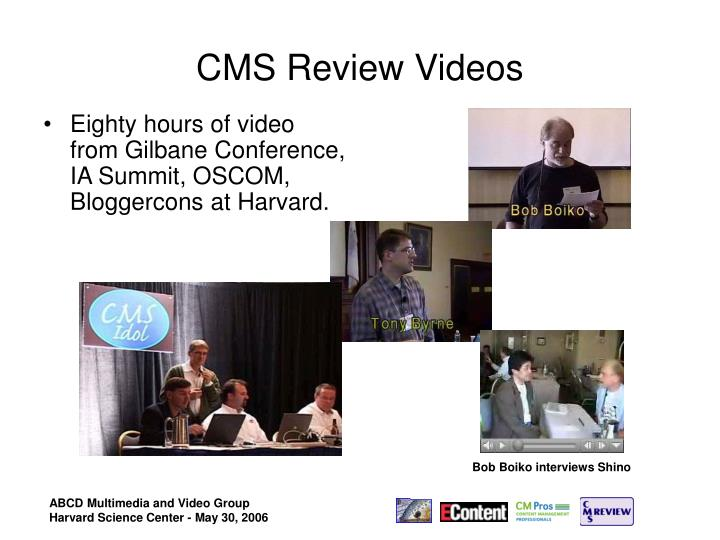 CMS Review Videos
• Eighty hours of video
from Gilbane Conference,
IA Summit, OSCOM,
Bloggercons at Harvard.
Bob Boiko
Tony Byrne
CMS
Idol
Bob Boiko interviews Shino
ABCD Multimedia and Video Group
Harvard Science Center - May 30, 2006
EContent
CM Pros
CONTENT MANAGEMENT
PROFESSIONALS
CMS REVIEW